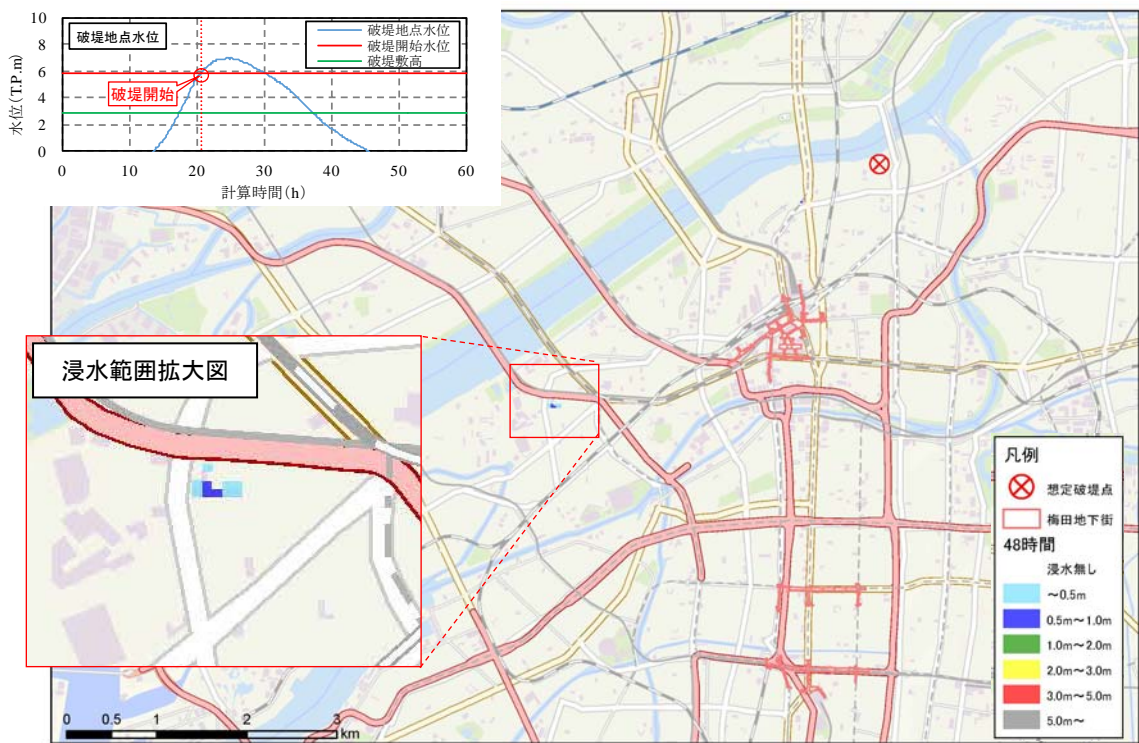 破堤地点水位
破堤地点水位
破堤開始水位
破堤敷高
破堤開始
水位(T.P.m)
10
8
6
4
2
0
0 10 20 30 40 50 60
計算時間(h)
浸水範囲拡大図
凡例
想定破堤点
梅田地下街
48時間
浸水無し
～0.5m
0.5m～1.0m
1.0m～2.0m
2.0m～3.0m
3.0m～5.0m
5.0m～
0 0.5 1 2 3
km